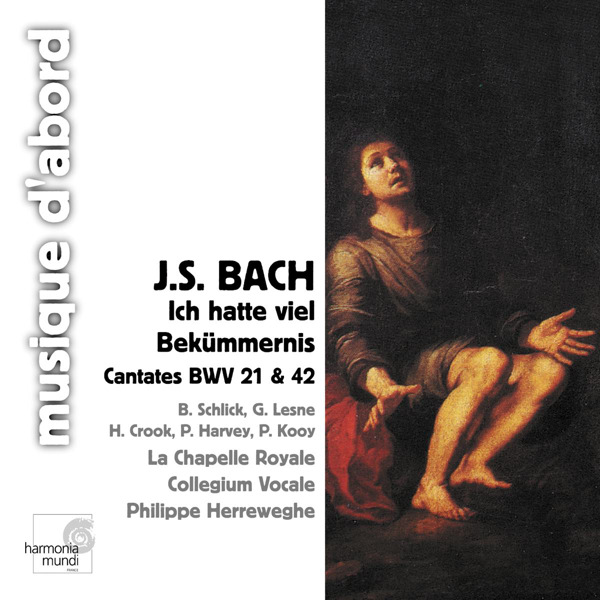 musique d'abord
J.S. BACH
Ich hatte viel
Bekümmernis
Cantates BWV 21 & 42
B. Schlick, G. Lesne
H. Crook, P. Harvey, P. Kooy
La Chapelle Royale
Collegium Vocale
Philippe Herreweghe
harmonia
mundi
FRANCE